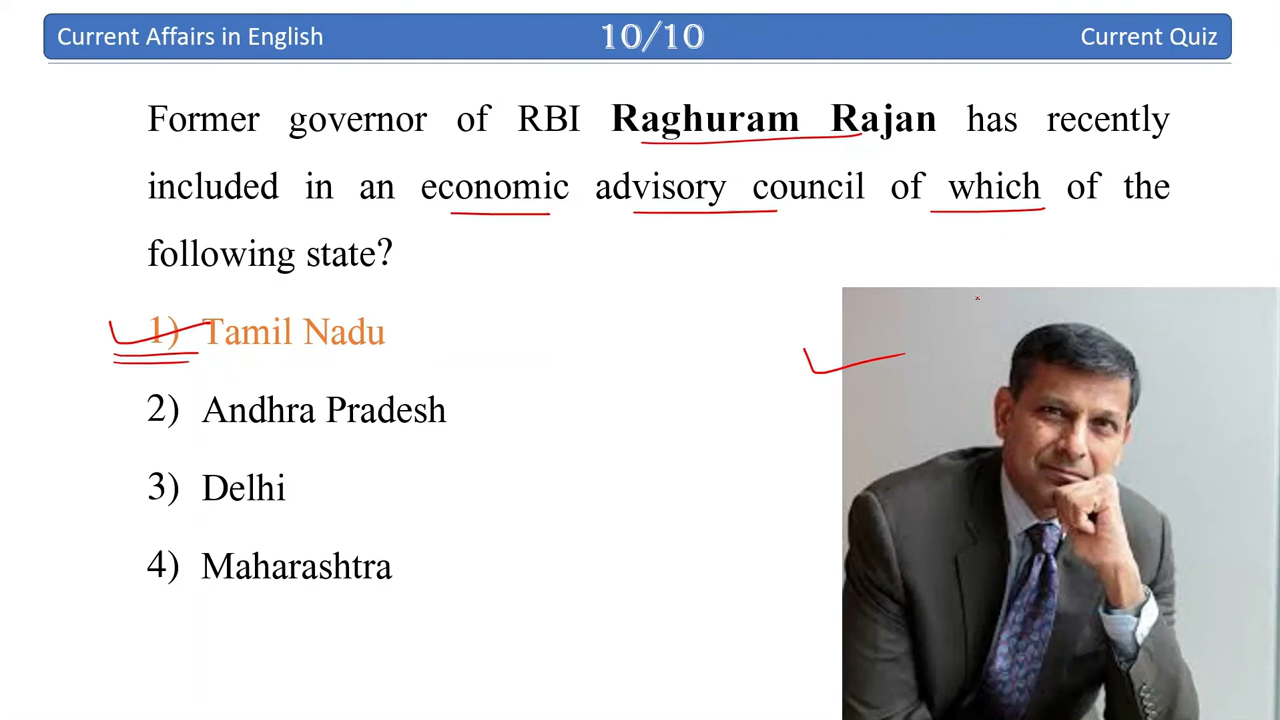 Current Affairs in English 10/10 Current Quiz
Former governor of RBI Raghuram Rajan has recently
included in an economic advisory council of which of the
following state?
1) Tamil Nadu
2) Andhra Pradesh
3) Delhi
4) Maharashtra